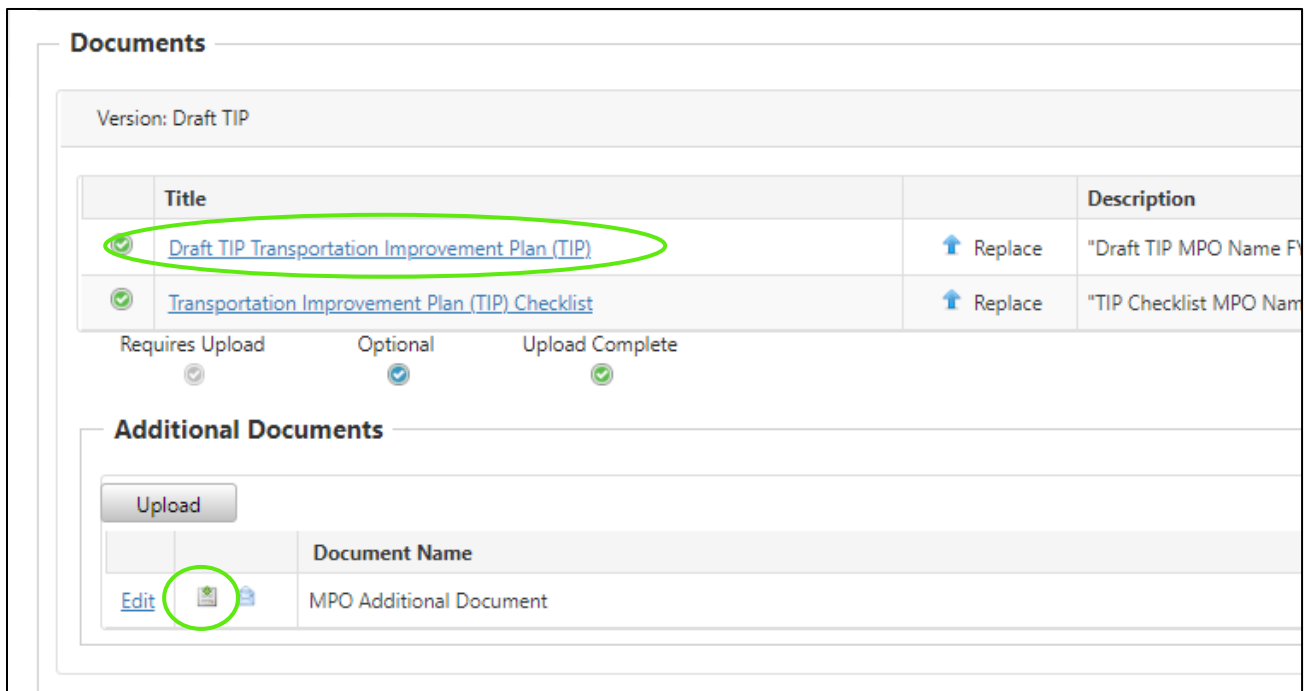 Documents
Version: Draft TIP
Title Description
Draft TIP Transportation Improvement Plan (TIP) Replace "Draft TIP MPO Name FY
Transportation Improvement Plan (TIP) Checklist Replace "TIP Checklist MPO Nam
Requires Upload Optional Upload Complete
Additional Documents
Upload
Document Name
Edit MPO Additional Document